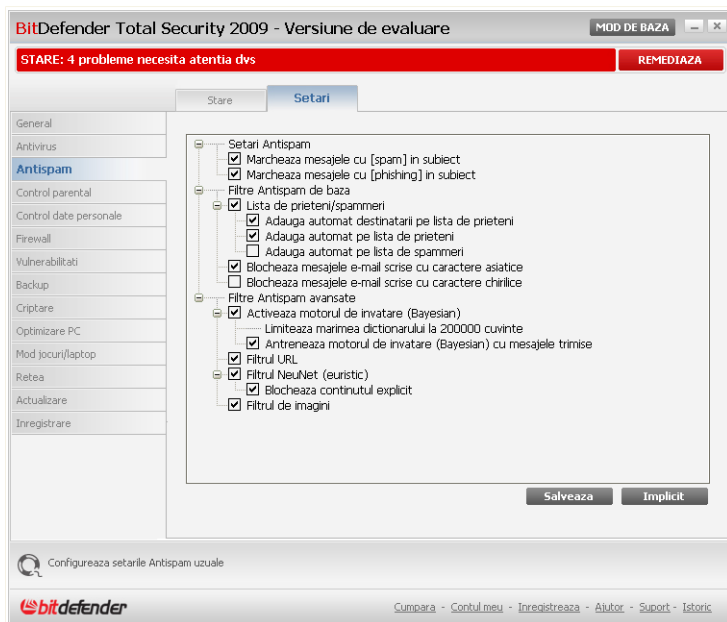 BitDefender Total Security 2009 - Versiune de evaluare
MOD DE BAZA
STARE: 4 probleme necesita atentia dvs
REMEDIAZA
Stare
Setari
General
Antivirus
Antispam
Control parental
Control date personale
Firewall
Vulnerabilitati
Backup
Criptare
Optimizare PC
Mod jocuri/laptop
Retea
Actualizare
Inregistrare
Setari Antispam
Marcheaza mesajele cu [spam] in subiect
Marcheaza mesajele cu [phishing] in subiect
Filtre Antispam de baza
Lista de prieteni/spammeri
Adauga automat destinatarii pe lista de prieteni
Adauga automat pe lista de prieteni
Adauga automat pe lista de spammeri
Blocheaza mesajele e-mail scrise cu caractere asiatice
Blocheaza mesajele e-mail scrise cu caractere chirilice
Filtre Antispam avansate
Activeaza motorul de invatare (Bayesian)
Limiteaza marimea dictionarului la 200000 cuvinte
Antreneaza motorul de invatare (Bayesian) cu mesajele trimise
Filtrul URL
Filtrul NeuNet (euristic)
Blocheaza continutul explicit
Filtrul de imagini
Salveaza
Implicit
Configureaza setarile Antispam uzuale
bitdefender
Cumpara - Contul meu - Inregistreaza - Ajutor - Suport - Istoric